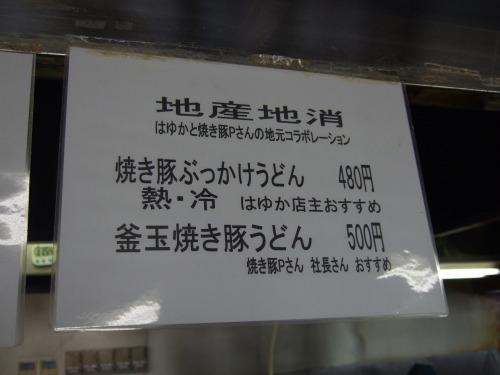 地産地消
はゆかと焼き豚Pさんの地元コラボレーション
焼き豚ぶっかけうどん 480円
熱・冷 はゆか店主おすすめ
釜玉焼き豚うどん 500円
焼き豚Pさん 社長さん おすすめ